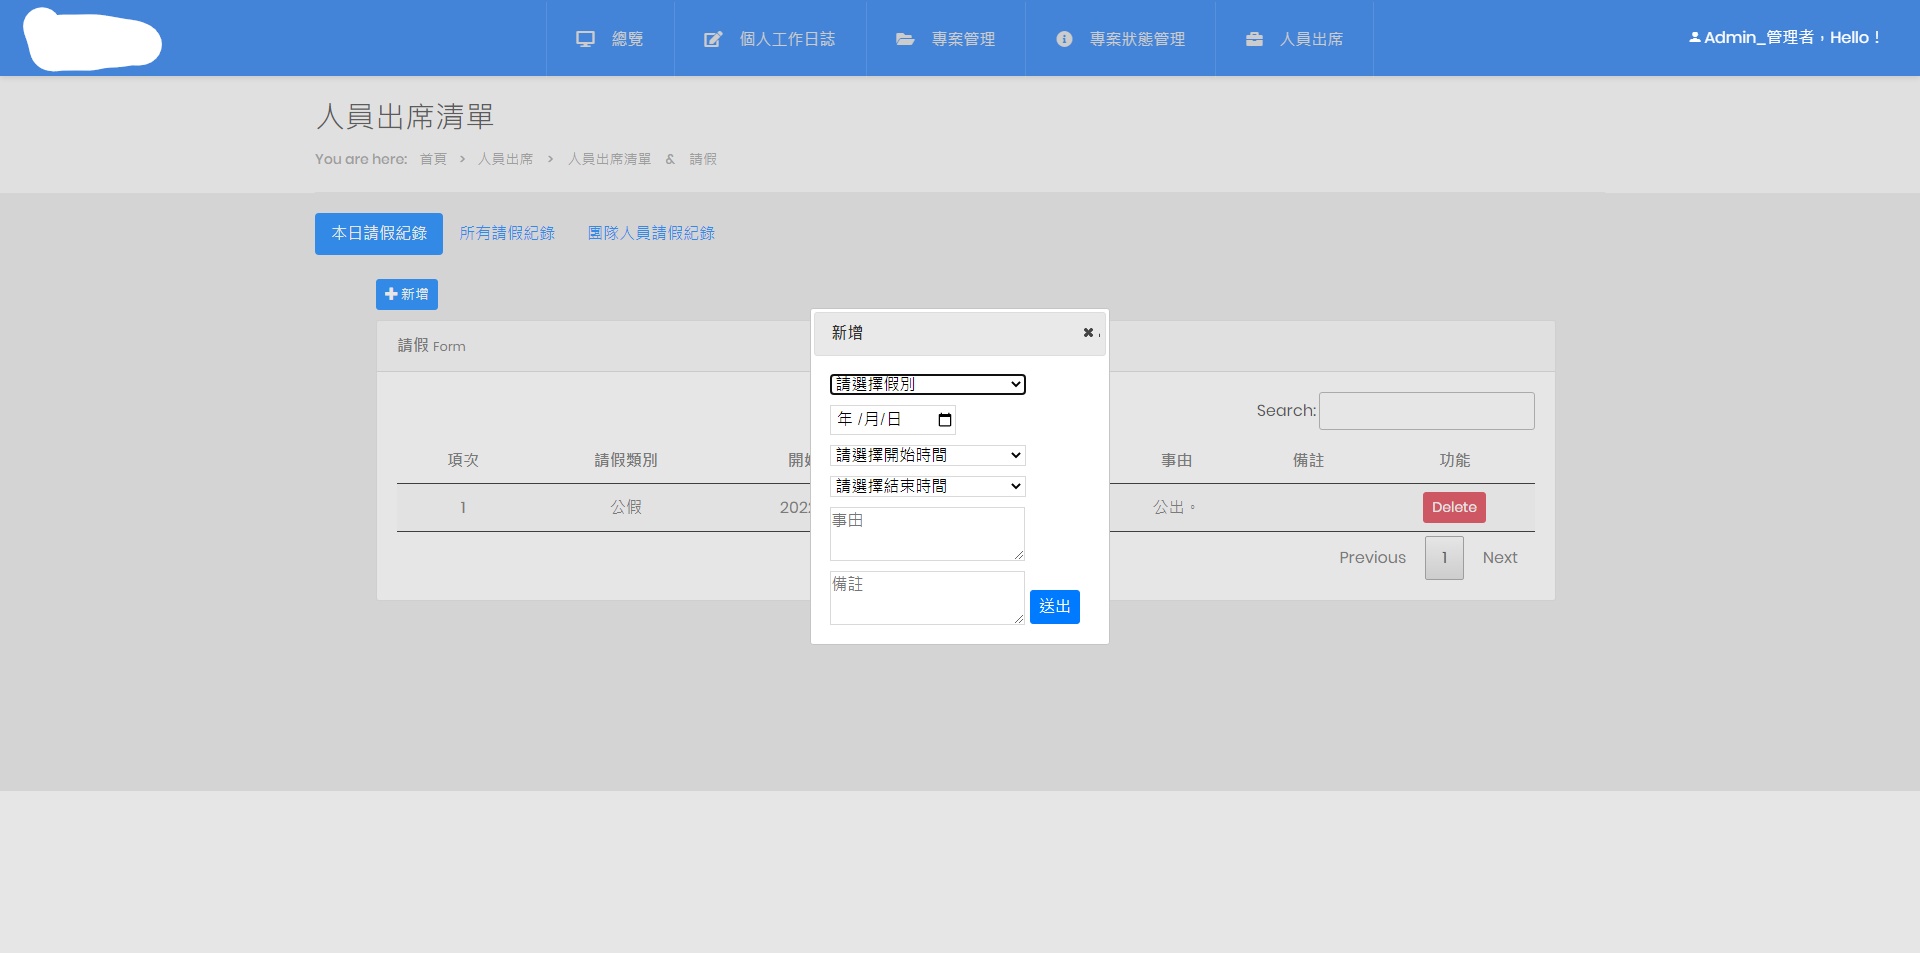 總覽
個人工作日誌
專案管理
專案狀態管理
人員出席
Admin_管理者，Hello！
人員出席清單
You are here: 首頁 > 人員出席 > 人員出席清單 & 請假
本日請假紀錄
所有請假紀錄
團隊人員請假紀錄
新增
請假 Form
Search:
項次
請假類別
事由
備註
功能
1
公假
公出。
Delete
Previous
1
Next
新增
請選擇假別
年 /月/日
請選擇開始時間
請選擇結束時間
事由
備註
送出